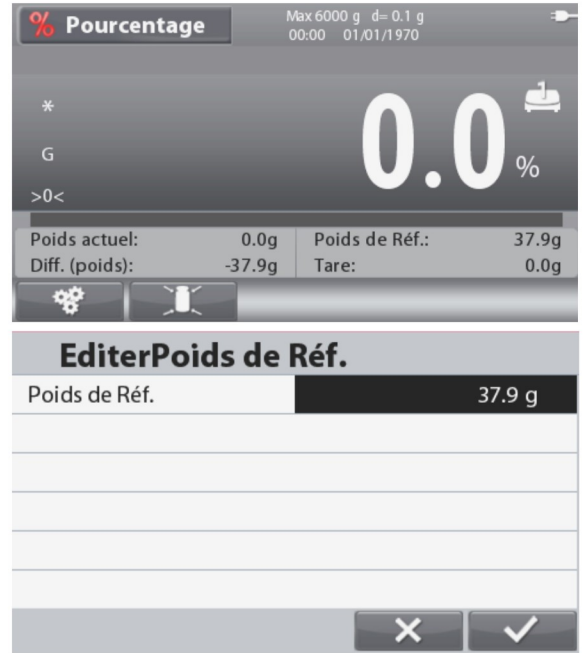 % Pourcentage
Max 6000 g d= 0.1 g
00:00 01/01/1970
*
G
>0<
0.0 %
1
Poids actuel: 0.0g Poids de Réf.: 37.9g
Diff. (poids): -37.9g Tare: 0.0g
EditerPoids de Réf.
Poids de Réf. 37.9 g